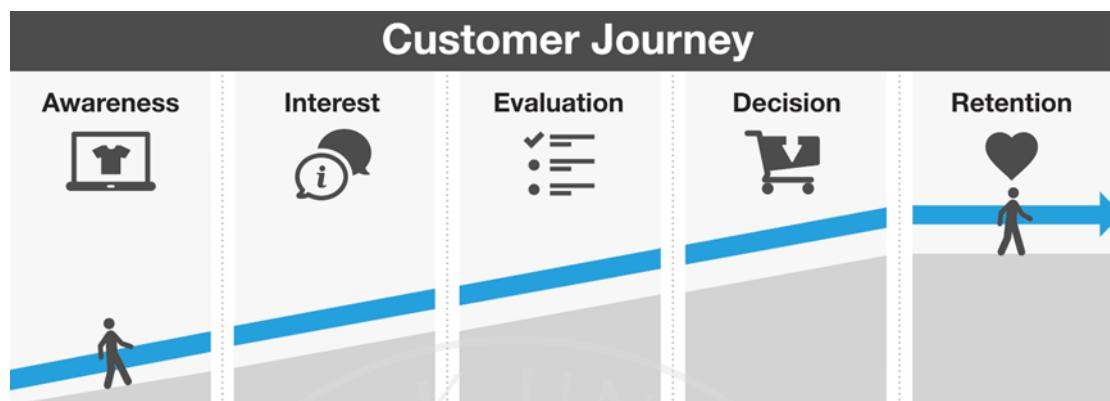 Customer Journey
Awareness
Interest
Evaluation
Decision
Retention
i